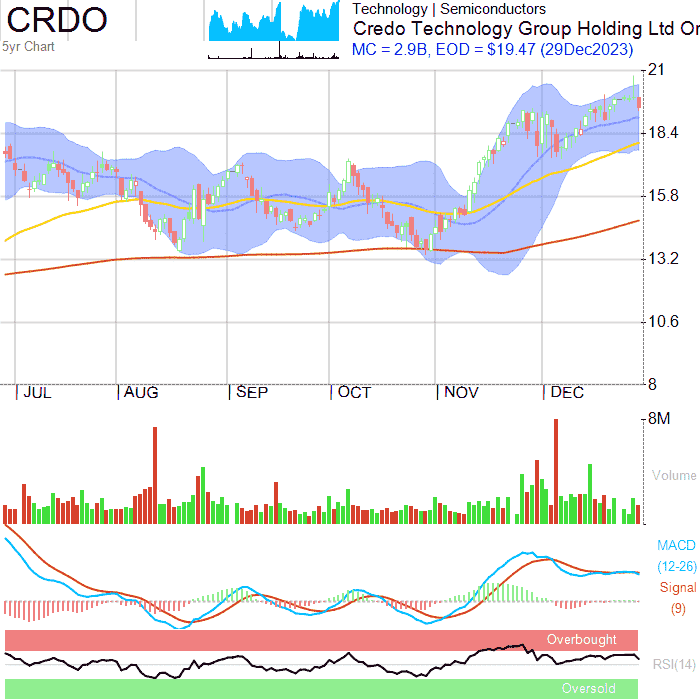 CRDO
5yr Chart
Technology | Semiconductors
Credo Technology Group Holding Ltd Or
MC = 2.9B, EOD = $19.47 (29Dec2023)
21
18.4
15.8
13.2
10.6
8
JUL AUG SEP OCT NOV DEC
8M
Volume
MACD
(12-26)
Signal
(9)
Overbought
RSI(14)
Oversold